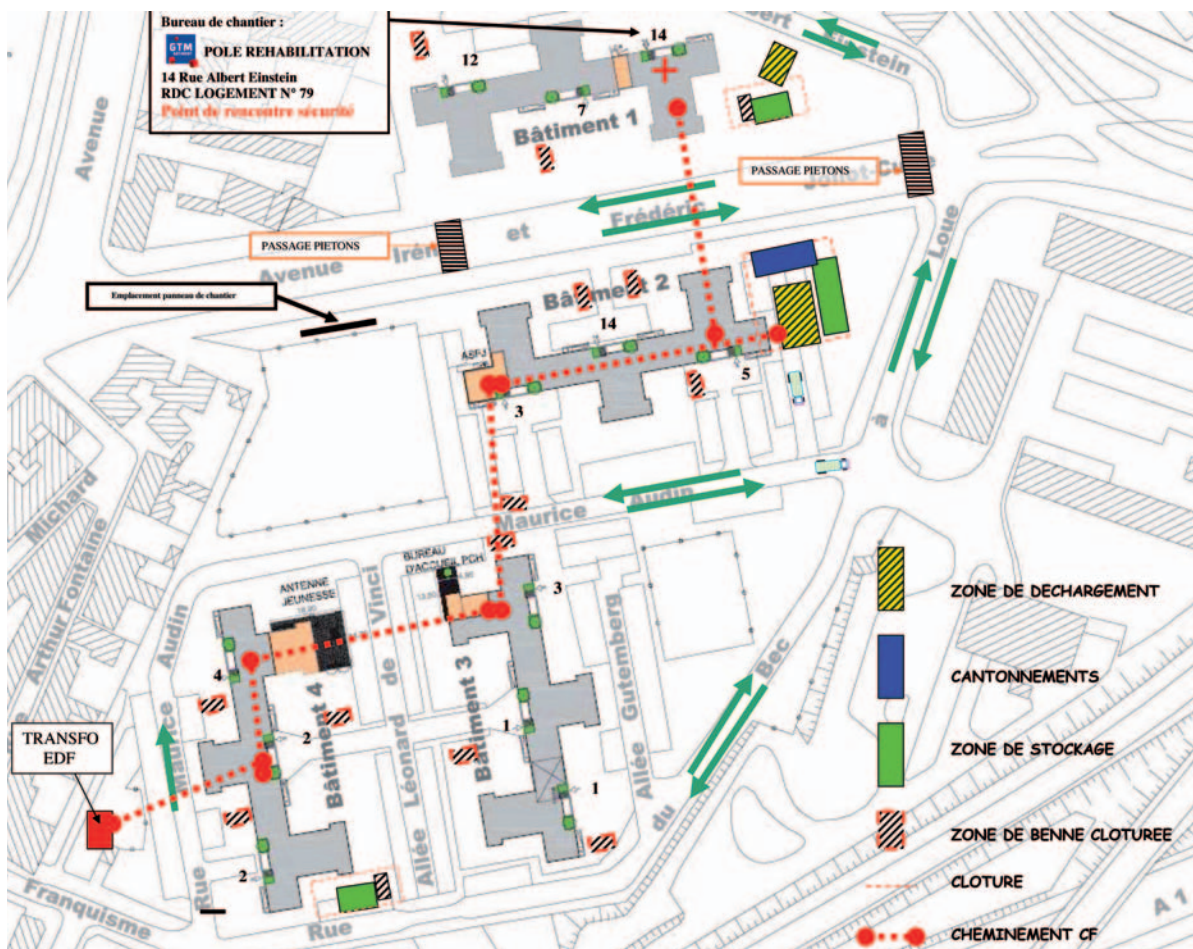 Bureau de chantier :
GTM
POLE REHABILITATION
14 Rue Albert Einstein
RDC LOGEMENT N° 79
Point de rencontre sécurité
Einstein
Avenue
12
14
7
Bâtiment 1
PASSAGE PIETONS
PASSAGE PIETONS
Avenue Irène et Frédéric Joliot-Curie
Emplacement panneau de chantier
Bâtiment 2
14
5
3
Loue
à
Michard
Arthur Fontaine
Maurice Audin
BUREAU
D'ACCUEIL PCH
ANTENNE
JEUNESSE
3
4
2
1
1
2
Bâtiment 4
Bâtiment 3
Allée Léonard de Vinci
Allée Gutemberg
Rue Maurice Audin
TRANSFO
EDF
Franquisme
Rue du Bec
A 1
ZONE DE DECHARGEMENT
CANTONNEMENTS
ZONE DE STOCKAGE
ZONE DE BENNE CLOTUREE
CLOTURE
CHEMINEMENT CF